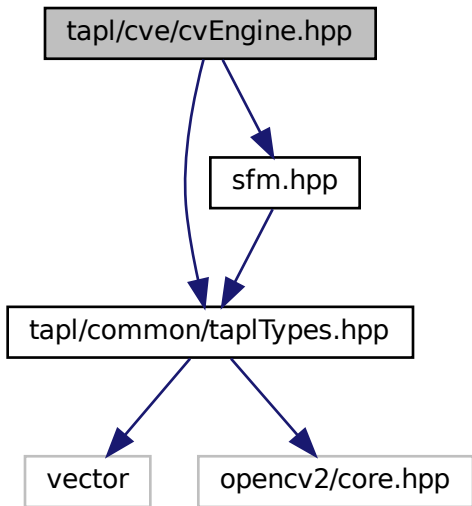 tapl/cve/cvEngine.hpp
sfm.hpp
tapl/common/taplTypes.hpp
vector
opencv2/core.hpp